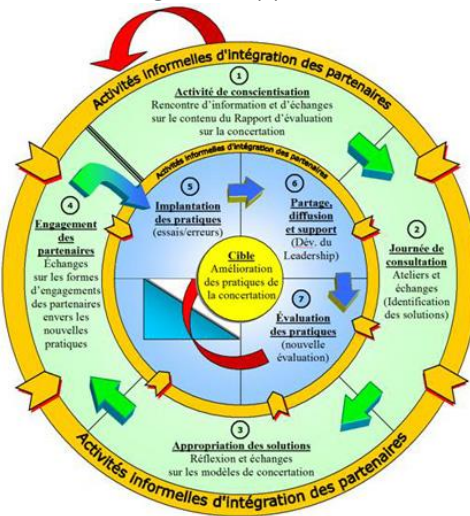 Activités informelles d'intégration des partenaires
1
Activité de conscientisation
Rencontre d'information et d'échanges
sur le contenu du Rapport d'évaluation
sur la concertation
2
Journée de
consultation
Ateliers et
échanges
(Identification
des solutions)
3
Appropriation des solutions
Réflexion et échanges
sur les modèles de concertation
4
Engagement
des
partenaires
Échanges
sur les formes
d'engagements
des partenaires
envers les
nouvelles
pratiques
Activités informelles d'intégration des partenaires
5
Implantation
des pratiques
(essais/erreurs)
6
Partage,
diffusion
et support
(Dév. du
Leadership)
7
Évaluation
des pratiques
(nouvelle
évaluation)
Cible
Amélioration
des pratiques de
la concertation
Activités informelles d'intégration des partenaires